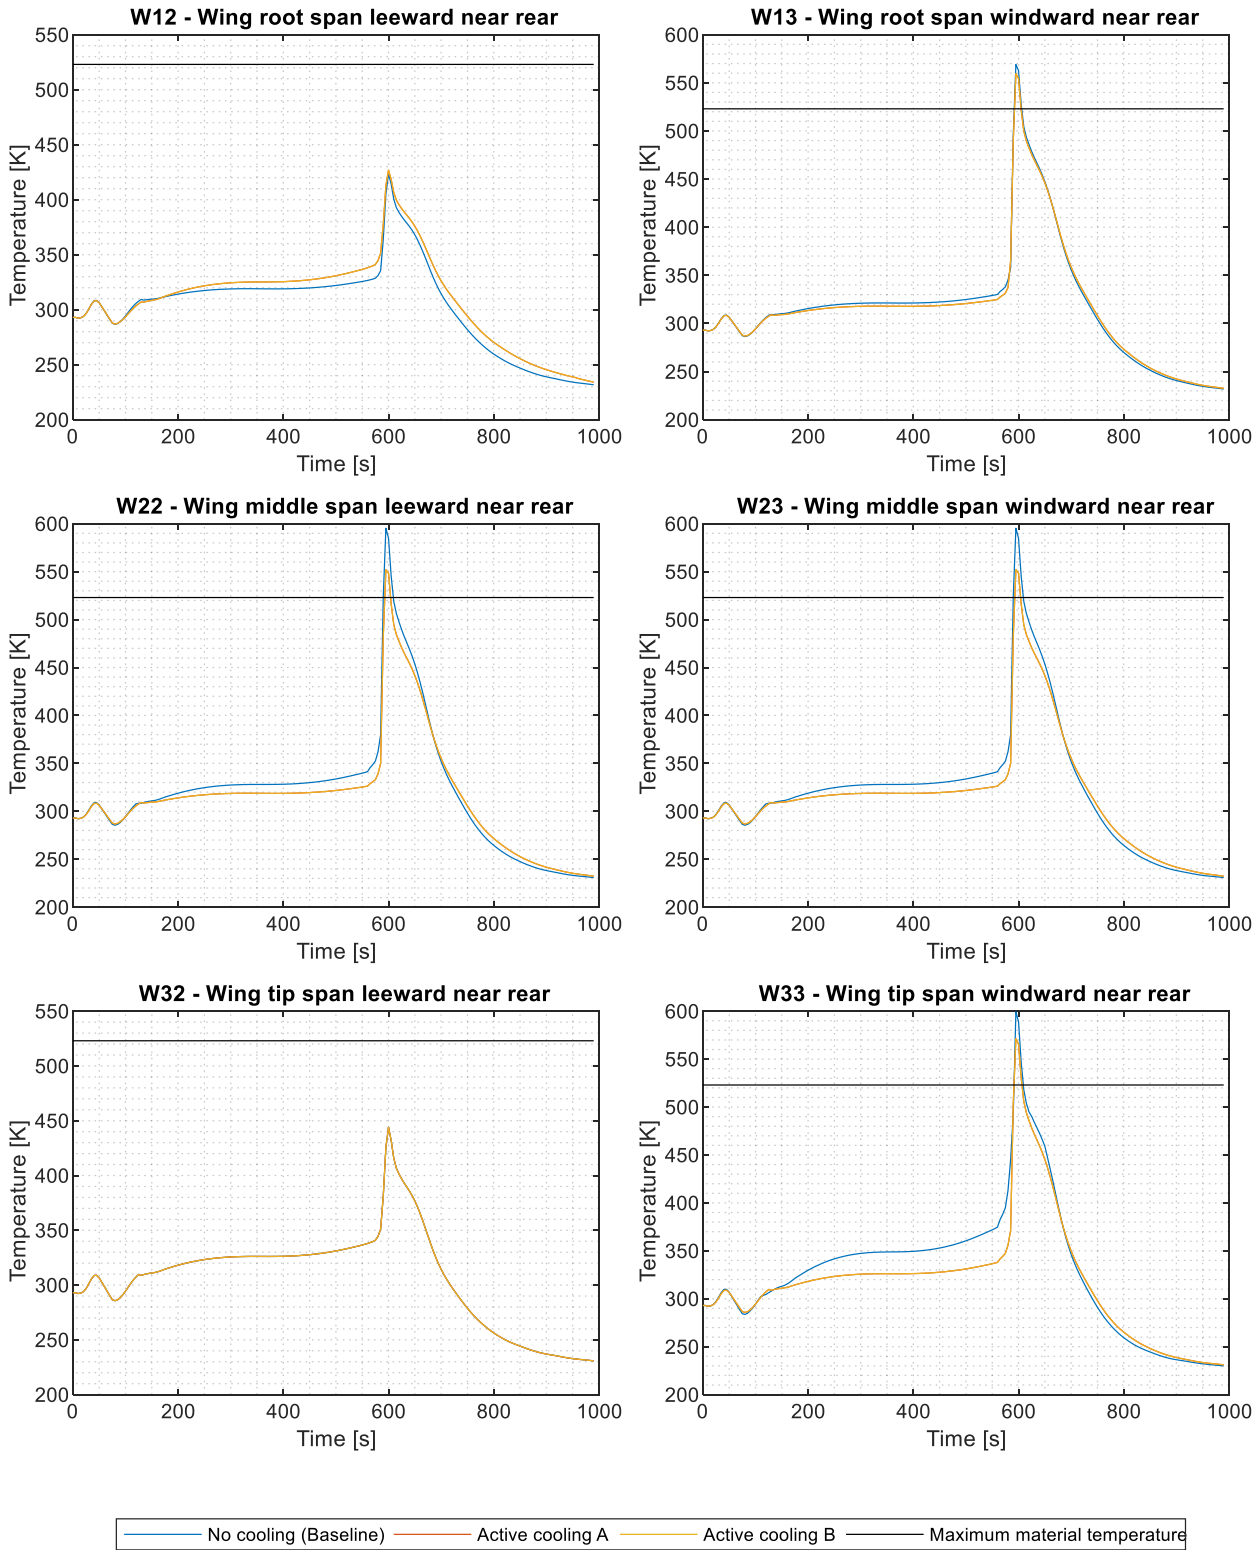 W12 - Wing root span leeward near rear
550
500
450
400
350
300
250
200
Temperature [K]
0 200 400 600 800 1000
Time [s]
W13 - Wing root span windward near rear
600
550
500
450
400
350
300
250
200
Temperature [K]
0 200 400 600 800 1000
Time [s]
W22 - Wing middle span leeward near rear
600
550
500
450
400
350
300
250
200
Temperature [K]
0 200 400 600 800 1000
Time [s]
W23 - Wing middle span windward near rear
600
550
500
450
400
350
300
250
200
Temperature [K]
0 200 400 600 800 1000
Time [s]
W32 - Wing tip span leeward near rear
550
500
450
400
350
300
250
200
Temperature [K]
0 200 400 600 800 1000
Time [s]
W33 - Wing tip span windward near rear
600
550
500
450
400
350
300
250
200
Temperature [K]
0 200 400 600 800 1000
Time [s]
No cooling (Baseline) Active cooling A Active cooling B Maximum material temperature